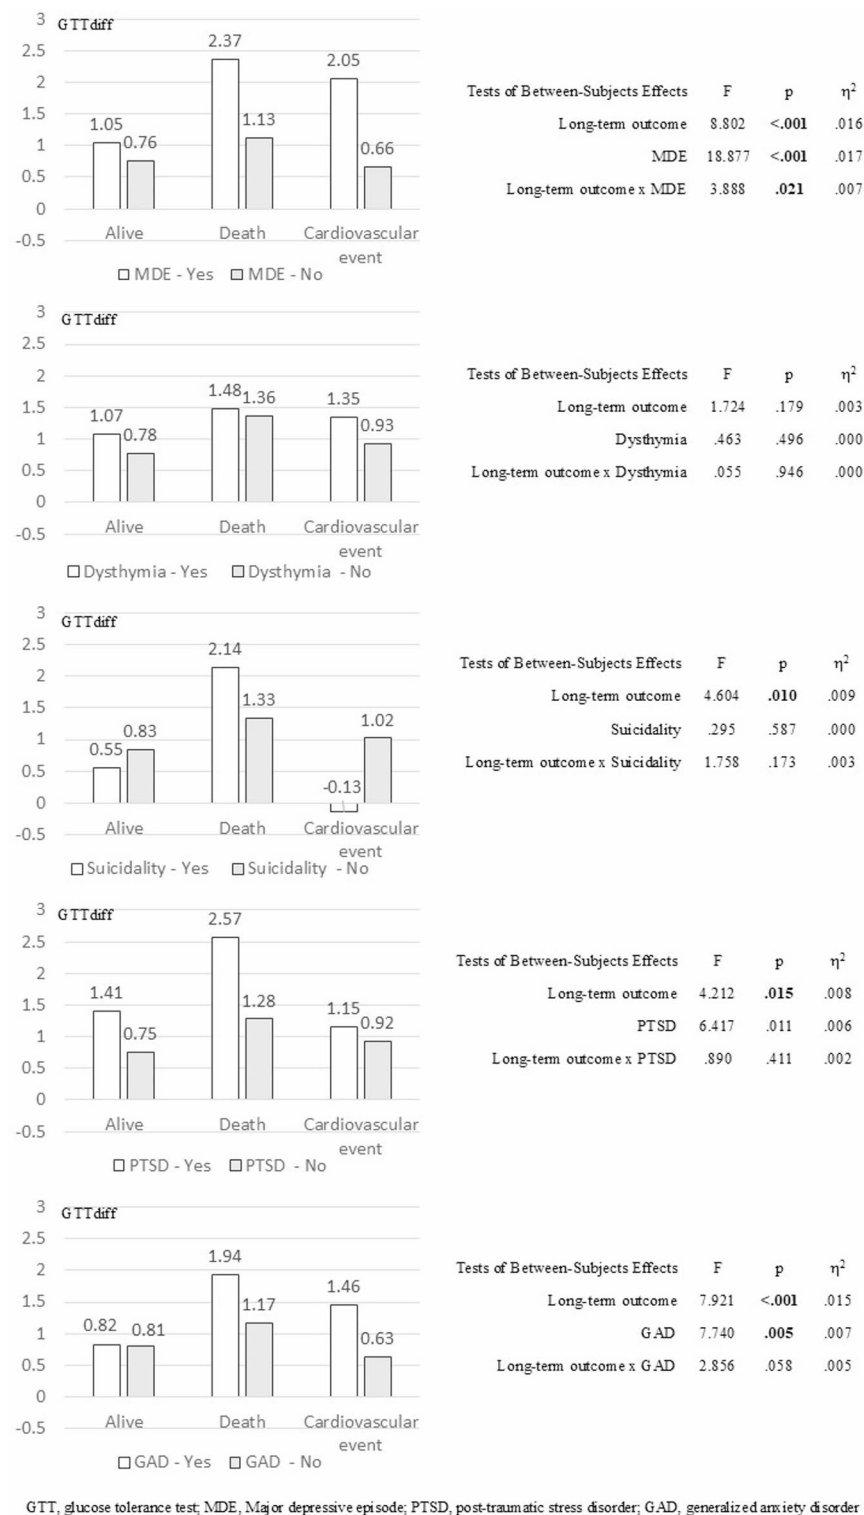 GTTdiff
3
2.5
2
1.5
1
0.5
0
-0.5
1.05
0.76
2.37
1.13
2.05
0.66
Alive Death Cardiovascular
event
MDE - Yes MDE - No
Tests of Between-Subjects Effects F p η2
Long-term outcome 8.802 <.001 .016
MDE 18.877 <.001 .017
Long-term outcome x MDE 3.888 .021 .007
GTTdiff
3
2.5
2
1.5
1
0.5
0
-0.5
1.07
0.78
1.48
1.36
1.35
0.93
Alive Death Cardiovascular
event
Dysthymia - Yes Dysthymia - No
Tests of Between-Subjects Effects F p η2
Long-term outcome 1.724 .179 .003
Dysthymia .463 .496 .000
Long-term outcome x Dysthymia .055 .946 .000
GTTdiff
3
2.5
2
1.5
1
0.5
0
-0.5
0.55
0.83
2.14
1.33
-0.13
1.02
Alive Death Cardiovascular
event
Suicidality - Yes Suicidality - No
Tests of Between-Subjects Effects F p η2
Long-term outcome 4.604 .010 .009
Suicidality .295 .587 .000
Long-term outcome x Suicidality 1.758 .173 .003
GTTdiff
3
2.5
2
1.5
1
0.5
0
-0.5
1.41
0.75
2.57
1.28
1.15
0.92
Alive Death Cardiovascular
event
PTSD - Yes PTSD - No
Tests of Between-Subjects Effects F p η2
Long-term outcome 4.212 .015 .008
PTSD 6.417 .011 .006
Long-term outcome x PTSD .890 .411 .002
GTTdiff
3
2.5
2
1.5
1
0.5
0
-0.5
0.82
0.81
1.94
1.17
1.46
0.63
Alive Death Cardiovascular
event
GAD - Yes GAD - No
Tests of Between-Subjects Effects F p η2
Long-term outcome 7.921 <.001 .015
GAD 7.740 .005 .007
Long-term outcome x GAD 2.856 .058 .005
GTT, glucose tolerance test; MDE, Major depressive episode; PTSD, post-traumatic stress disorder; GAD, generalized anxiety disorder